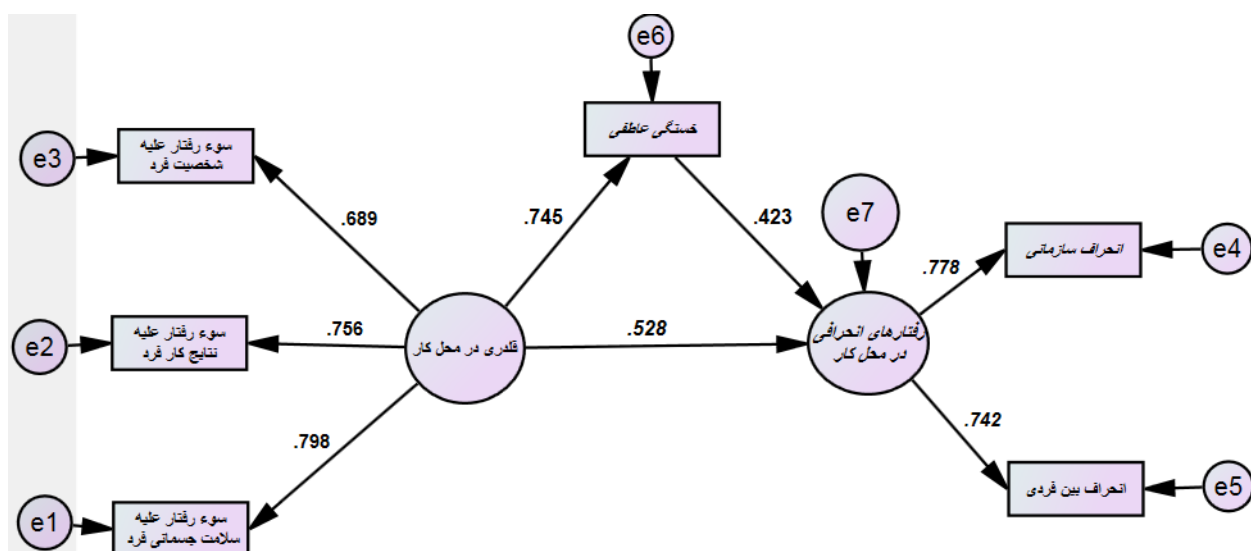 e6
خستگی عاطفی
e3
سوء رفتار علیه
شخصیت فرد
.689
.745
.423
e7
انحراف سازمانی
e4
.778
e2
سوء رفتار علیه
نتایج کار فرد
.756
قلدری در محل کار
.528
رفتارهای انحرافی
در محل کار
.798
.742
e1
سوء رفتار علیه
سلامت جسمانی فرد
انحراف بین فردی
e5